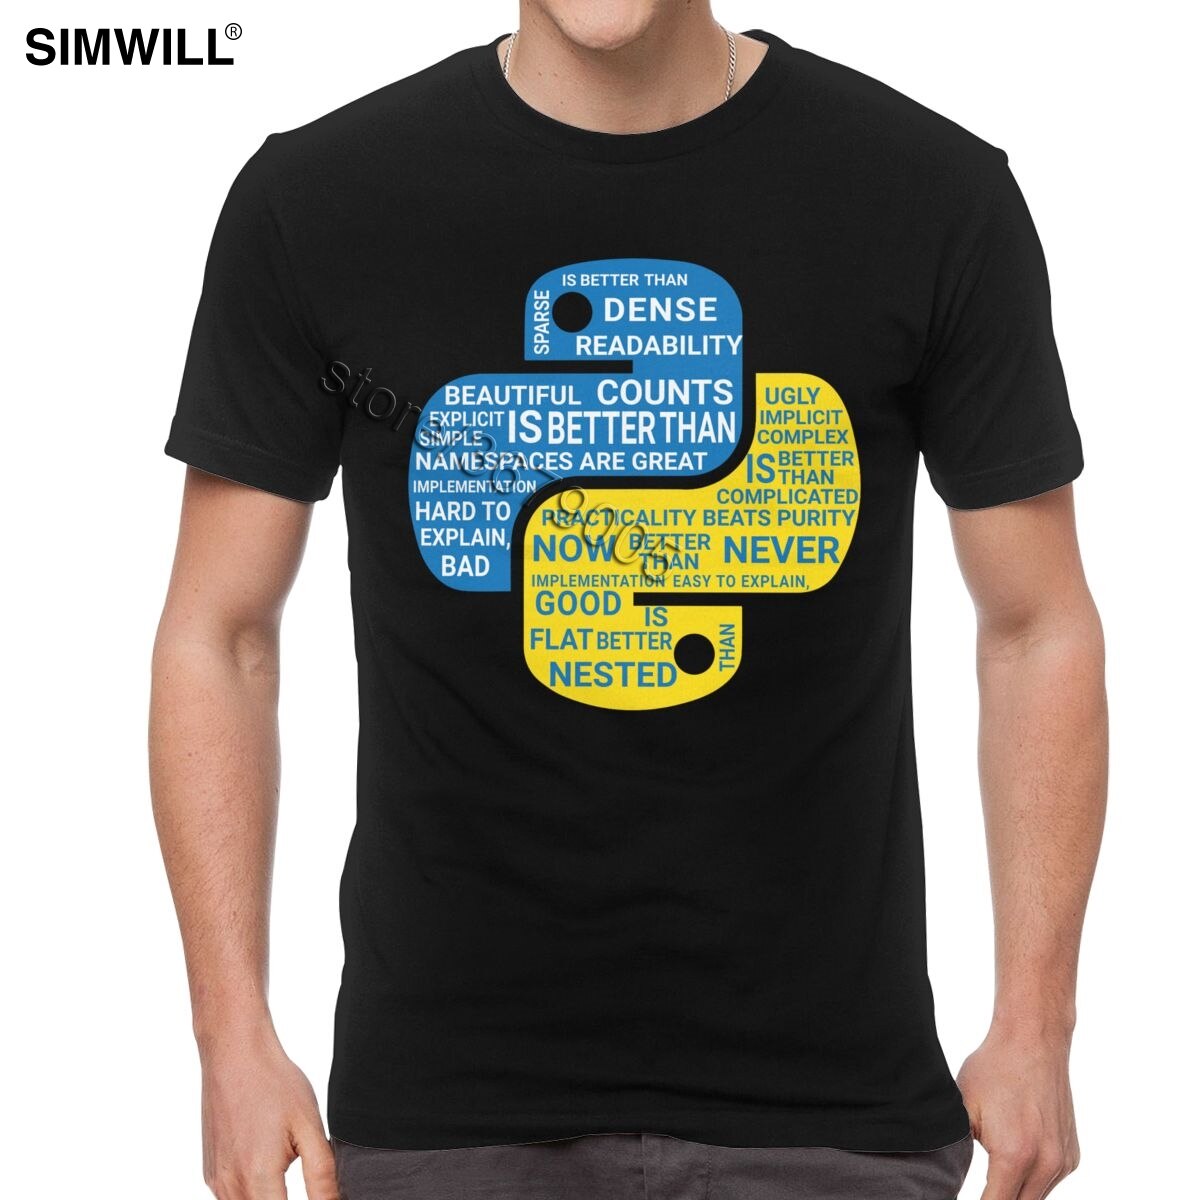 SIMWILL®
IS BETTER THAN
SPARSE
DENSE
READABILITY
BEAUTIFUL COUNTS
EXPLICIT
SIMPLE
IS BETTER THAN
NAMESPACES ARE GREAT
IMPLEMENTATION
HARD TO
EXPLAIN,
BAD
UGLY
IMPLICIT
COMPLEX
IS BETTER
THAN
COMPLICATED
PRACTICALITY BEATS PURITY
NOW BETTER
THAN
NEVER
IMPLEMENTATION EASY TO EXPLAIN,
GOOD IS
FLAT BETTER
THAN
NESTED